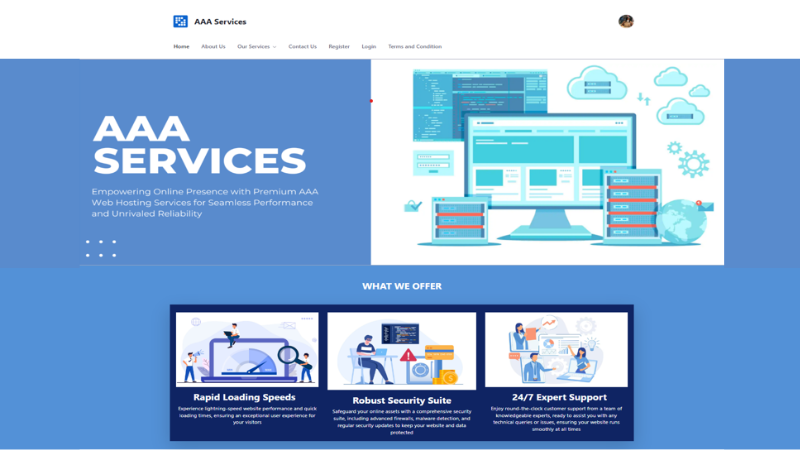 AAA Services
Home About Us Our Services Contact Us Register Login Terms and Condition
AAA
SERVICES
Empowering Online Presence with Premium AAA
Web Hosting Services for Seamless Performance
and Unrivaled Reliability
WHAT WE OFFER
Rapid Loading Speeds
Experience lightning-speed website performance and quick
loading times, ensuring an exceptional user experience for
your visitors
Robust Security Suite
Safeguard your online assets with a comprehensive security
suite, including advanced firewalls, malware detection, and
regular security updates to keep your website and data
protected
24/7 Expert Support
Enjoy round-the-clock customer support from a team of
knowledgeable experts, ready to assist you with any
technical queries or issues, ensuring your website runs
smoothly at all times